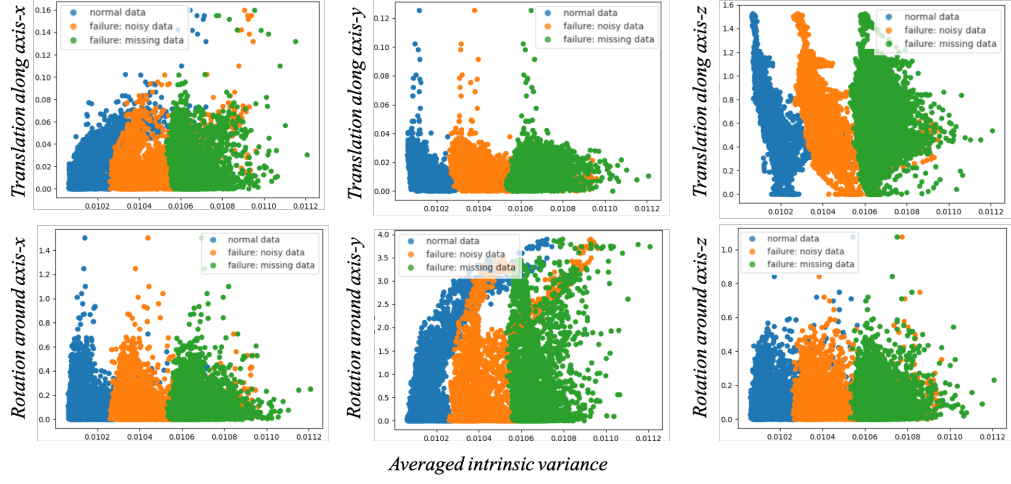 Translation along axis-x
0.16
0.14
0.12
0.10
0.08
0.06
0.04
0.02
0.00
normal data
failure: noisy data
failure: missing data
0.0102 0.0104 0.0106 0.0108 0.0110 0.0112
Translation along axis-y
0.12
0.10
0.08
0.06
0.04
0.02
0.00
normal data
failure: noisy data
failure: missing data
0.0102 0.0104 0.0106 0.0108 0.0110 0.0112
Translation along axis-z
1.6
1.4
1.2
1.0
0.8
0.6
0.4
0.2
0.0
normal data
failure: noisy data
failure: missing data
0.0102 0.0104 0.0106 0.0108 0.0110 0.0112
Rotation around axis-x
1.4
1.2
1.0
0.8
0.6
0.4
0.2
0.0
normal data
failure: noisy data
failure: missing data
0.0102 0.0104 0.0106 0.0108 0.0110 0.0112
Rotation around axis-y
4.0
3.5
3.0
2.5
2.0
1.5
1.0
0.5
0.0
normal data
failure: noisy data
failure: missing data
0.0102 0.0104 0.0106 0.0108 0.0110 0.0112
Rotation around axis-z
1.0
0.8
0.6
0.4
0.2
0.0
normal data
failure: noisy data
failure: missing data
0.0102 0.0104 0.0106 0.0108 0.0110 0.0112
Averaged intrinsic variance